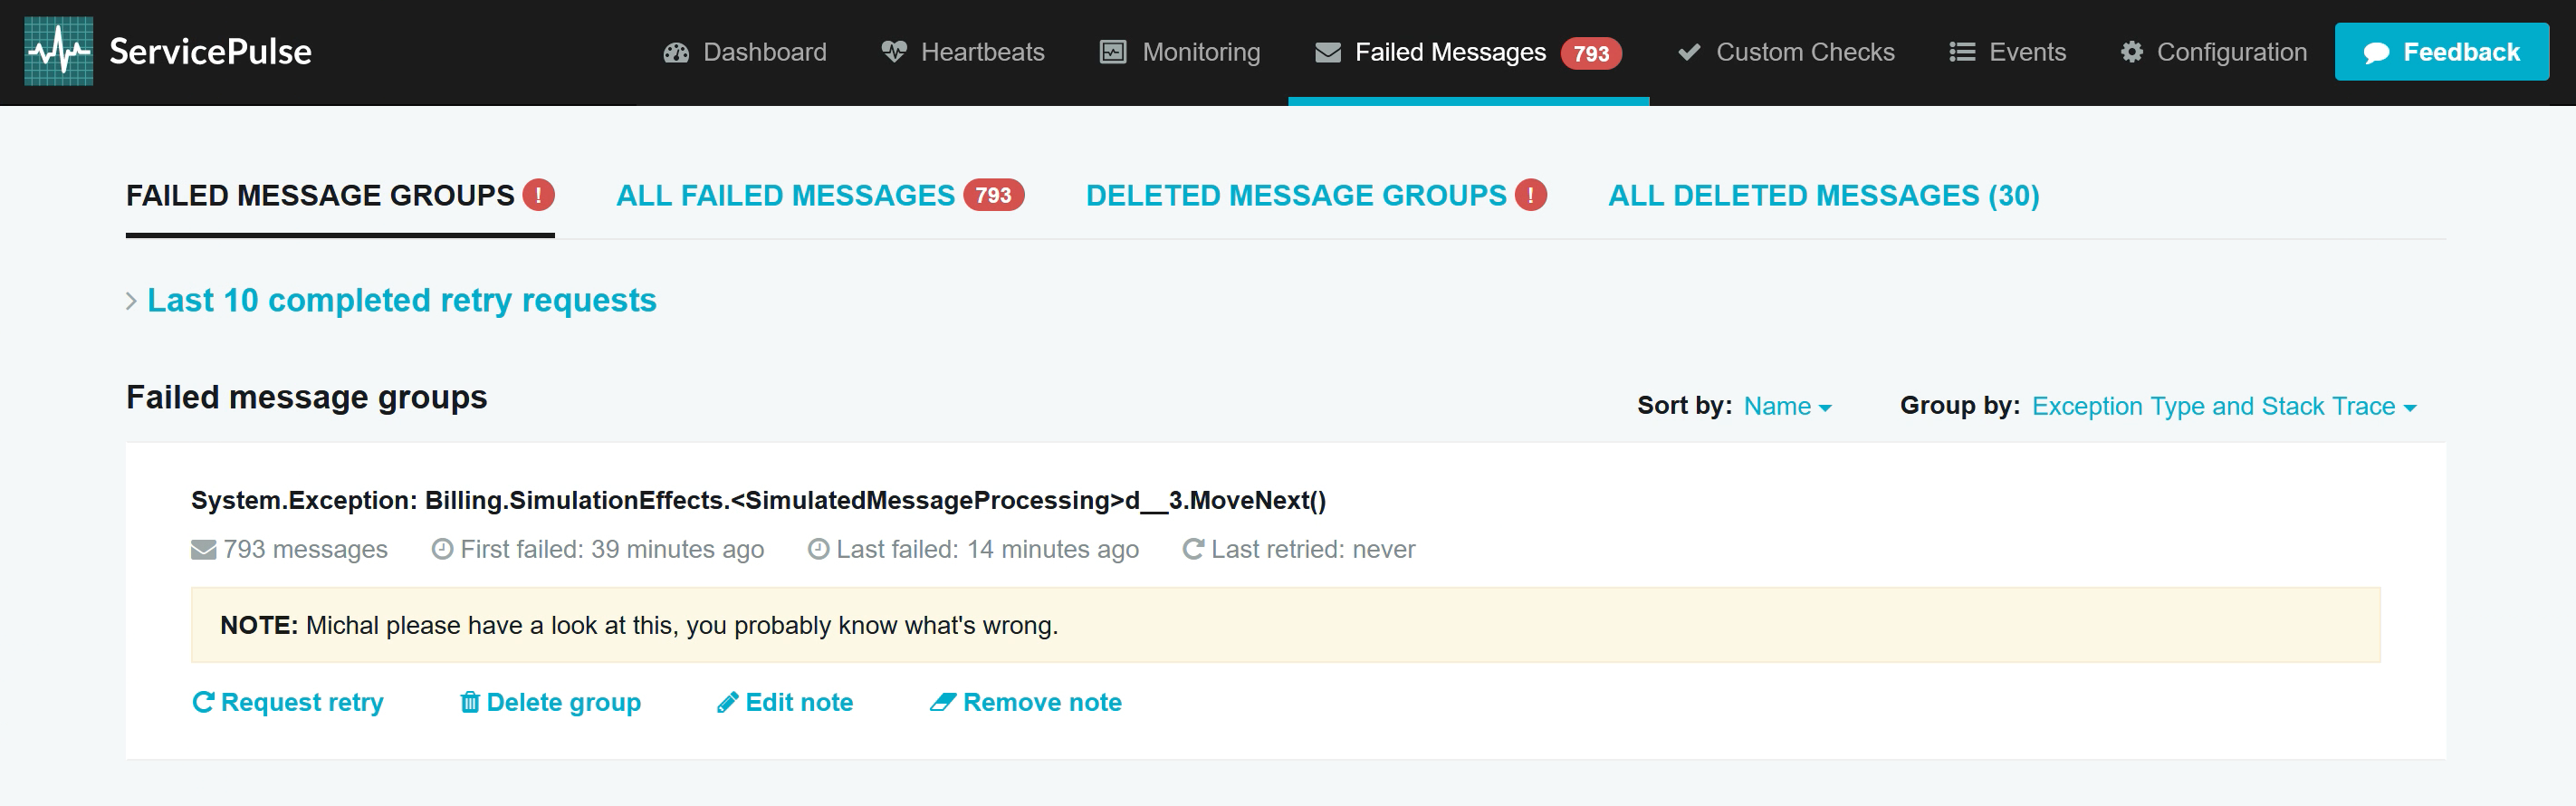 ServicePulse Dashboard Heartbeats Monitoring Failed Messages 793 Custom Checks Events Configuration Feedback
FAILED MESSAGE GROUPS ! ALL FAILED MESSAGES 793 DELETED MESSAGE GROUPS ! ALL DELETED MESSAGES (30)
Last 10 completed retry requests
Failed message groups Sort by: Name Group by: Exception Type and Stack Trace
System.Exception: Billing.SimulationEffects.<SimulatedMessageProcessing>d__3.MoveNext()
793 messages First failed: 39 minutes ago Last failed: 14 minutes ago Last retried: never
NOTE: Michal please have a look at this, you probably know what's wrong.
Request retry Delete group Edit note Remove note